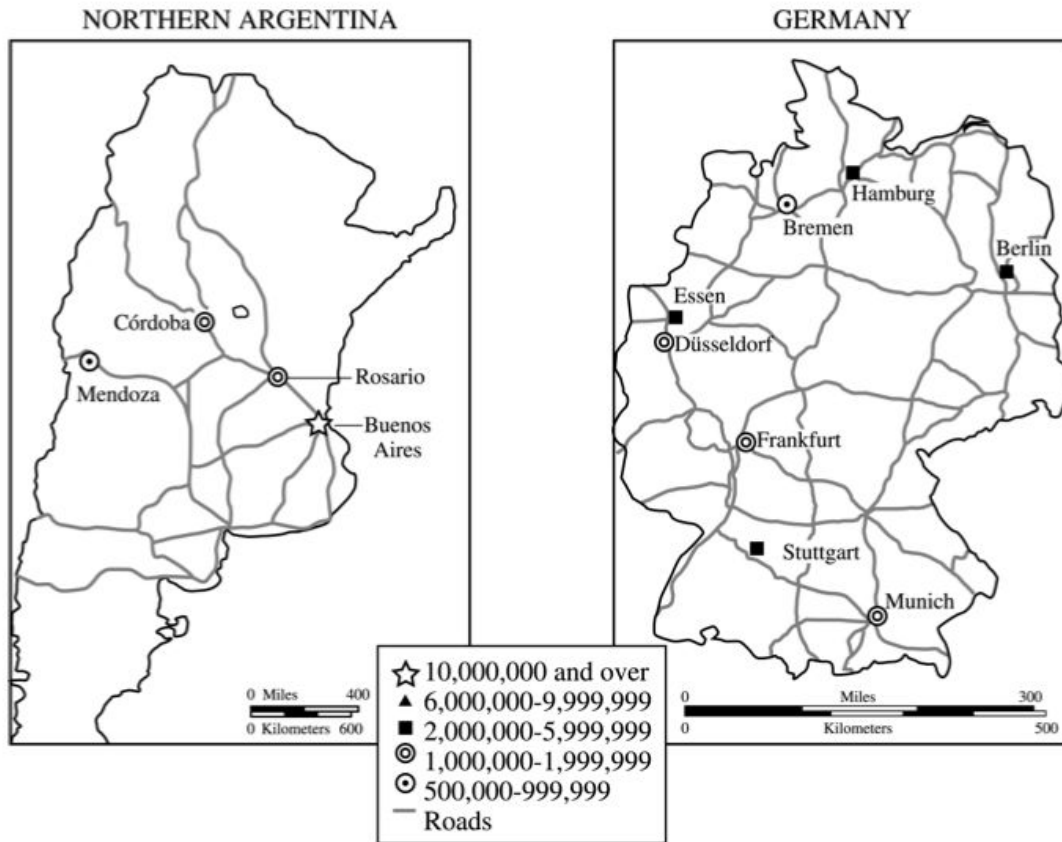 NORTHERN ARGENTINA
Córdoba
Mendoza
Rosario
Buenos
Aires
0 Miles 400
0 Kilometers 600
GERMANY
Hamburg
Bremen
Berlin
Essen
Düsseldorf
Frankfurt
Stuttgart
Munich
0 Miles 300
0 Kilometers 500
10,000,000 and over
6,000,000-9,999,999
2,000,000-5,999,999
1,000,000-1,999,999
500,000-999,999
Roads